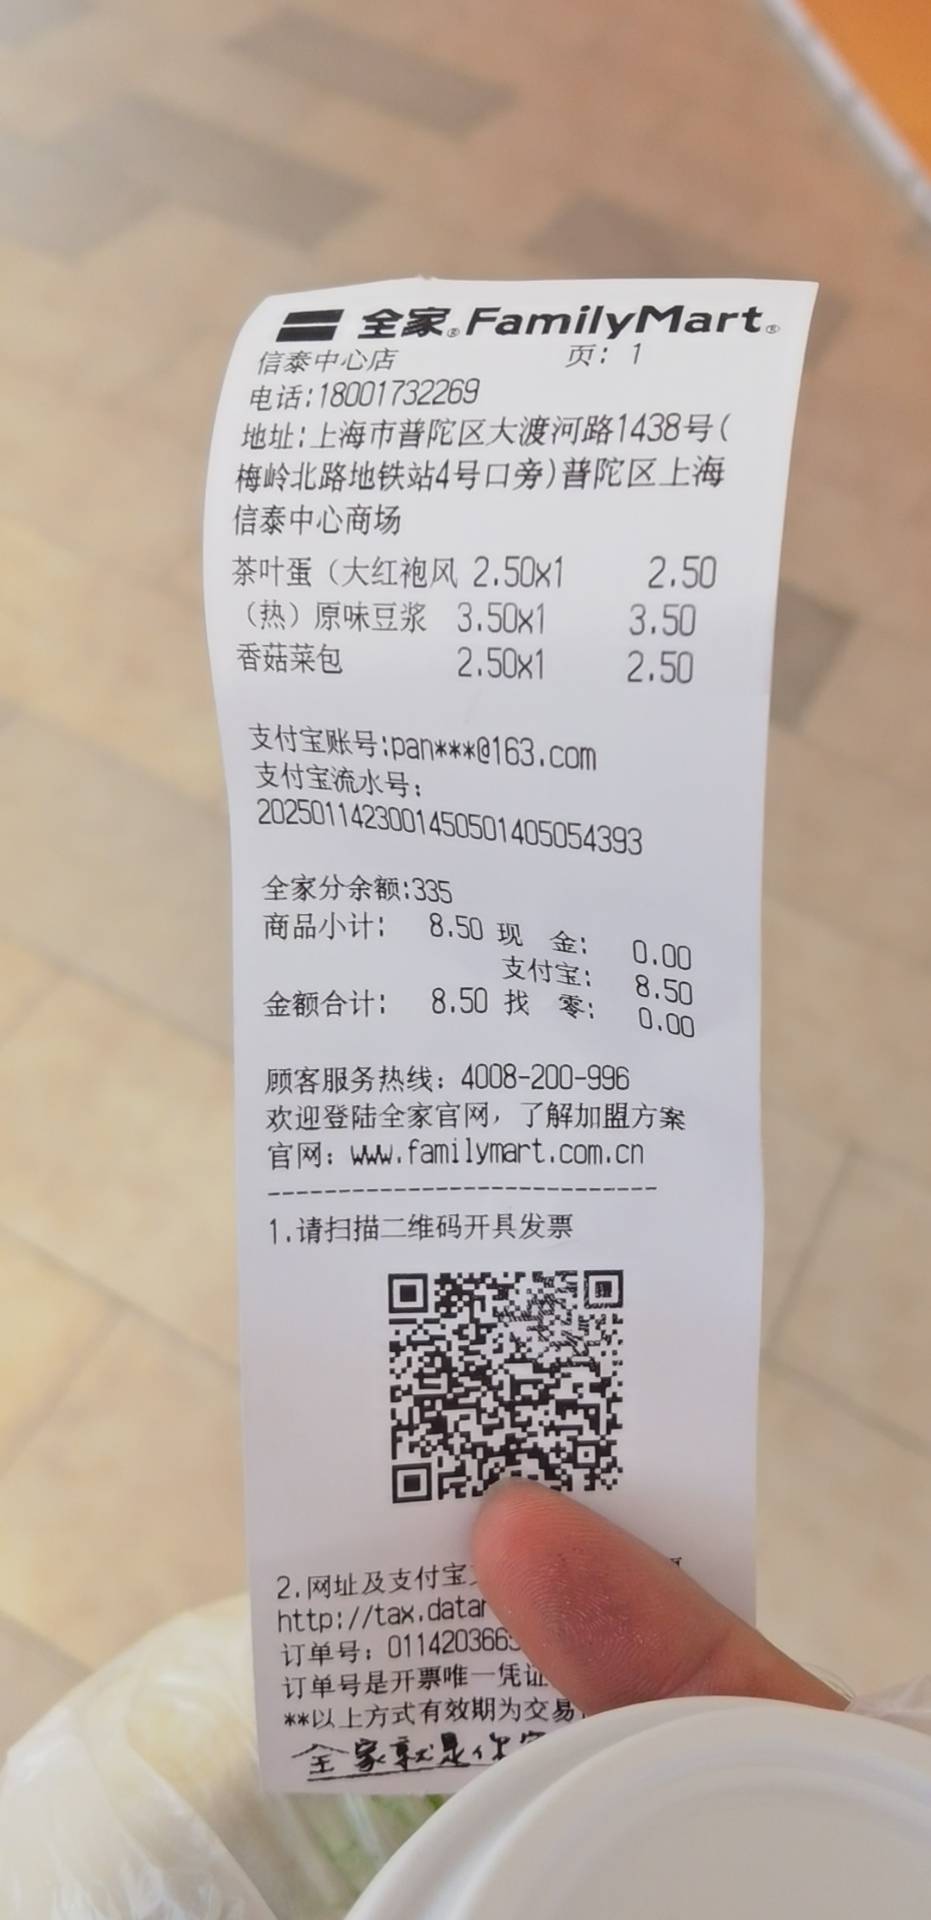 全家® FamilyMart®
信泰中心店 页: 1
电话:18001732269
地址:上海市普陀区大渡河路1438号(
梅岭北路地铁站4号口旁)普陀区上海
信泰中心商场
茶叶蛋（大红袍风 2.50x1 2.50
（热）原味豆浆 3.50x1 3.50
香菇菜包 2.50x1 2.50
支付宝账号:pan***@163.com
支付宝流水号:
2025011423001450501405054393
全家分余额:335
商品小计: 8.50 现 金: 0.00
支付宝: 8.50
金额合计: 8.50 找 零: 0.00
顾客服务热线: 4008-200-996
欢迎登陆全家官网, 了解加盟方案
官网: www.familymart.com.cn
----------------------------
1.请扫描二维码开具发票
2.网址及支付宝
http://tax.datar
订单号: 011420366
订单号是开票唯一凭证
**以上方式有效期为交易
全家就是你家